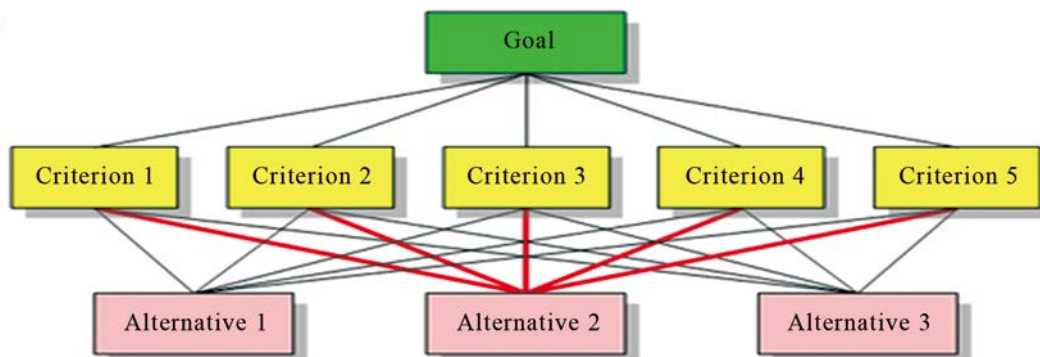 Goal
Criterion 1
Criterion 2
Criterion 3
Criterion 4
Criterion 5
Alternative 1
Alternative 2
Alternative 3